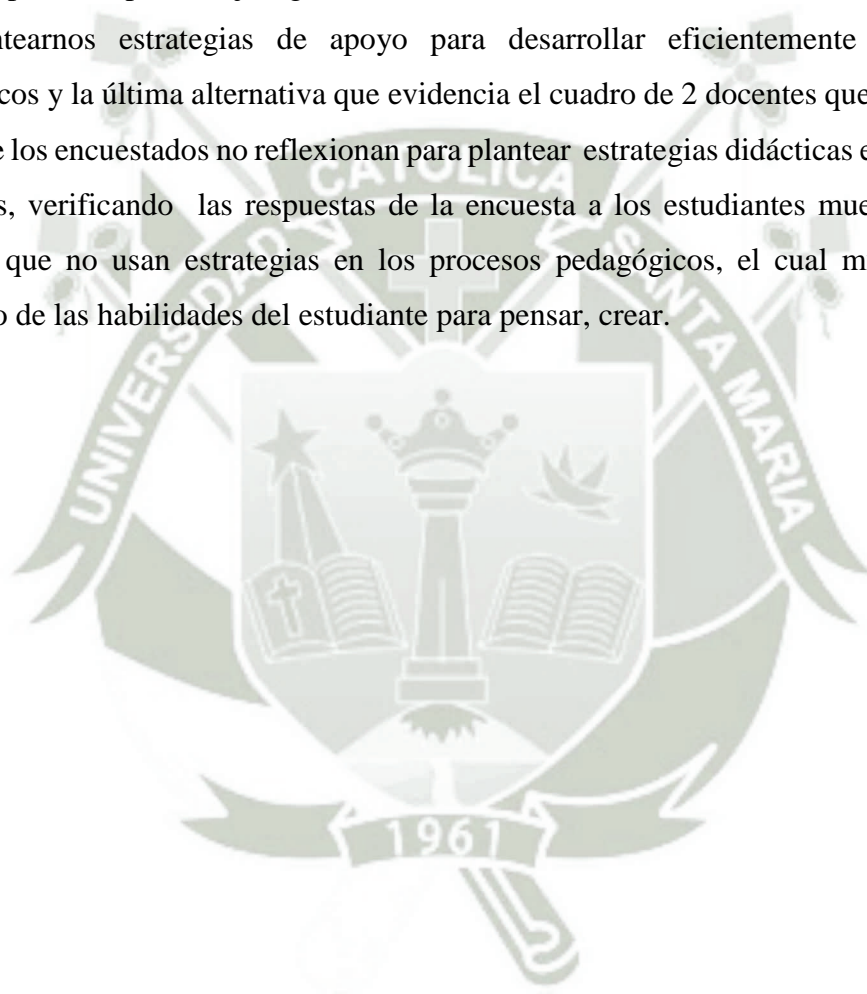 ntearnos estrategias de apoyo para desarrollar eficientemente
cos y la última alternativa que evidencia el cuadro de 2 docentes que
e los encuestados no reflexionan para plantear estrategias didácticas e
s, verificando las respuestas de la encuesta a los estudiantes mue
que no usan estrategias en los procesos pedagógicos, el cual m
o de las habilidades del estudiante para pensar, crear.
UNIVERSIDAD CATOLICA SANTA MARIA
1961